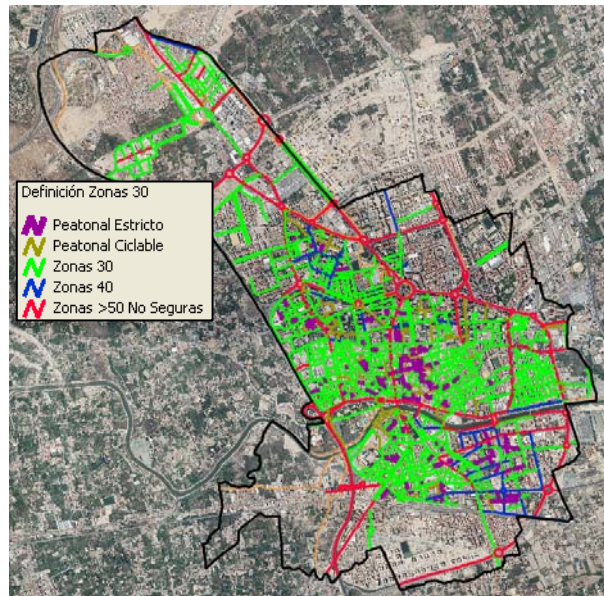 Definición Zonas 30
Peatonal Estricto
Peatonal Ciclable
Zonas 30
Zonas 40
Zonas >50 No Seguras